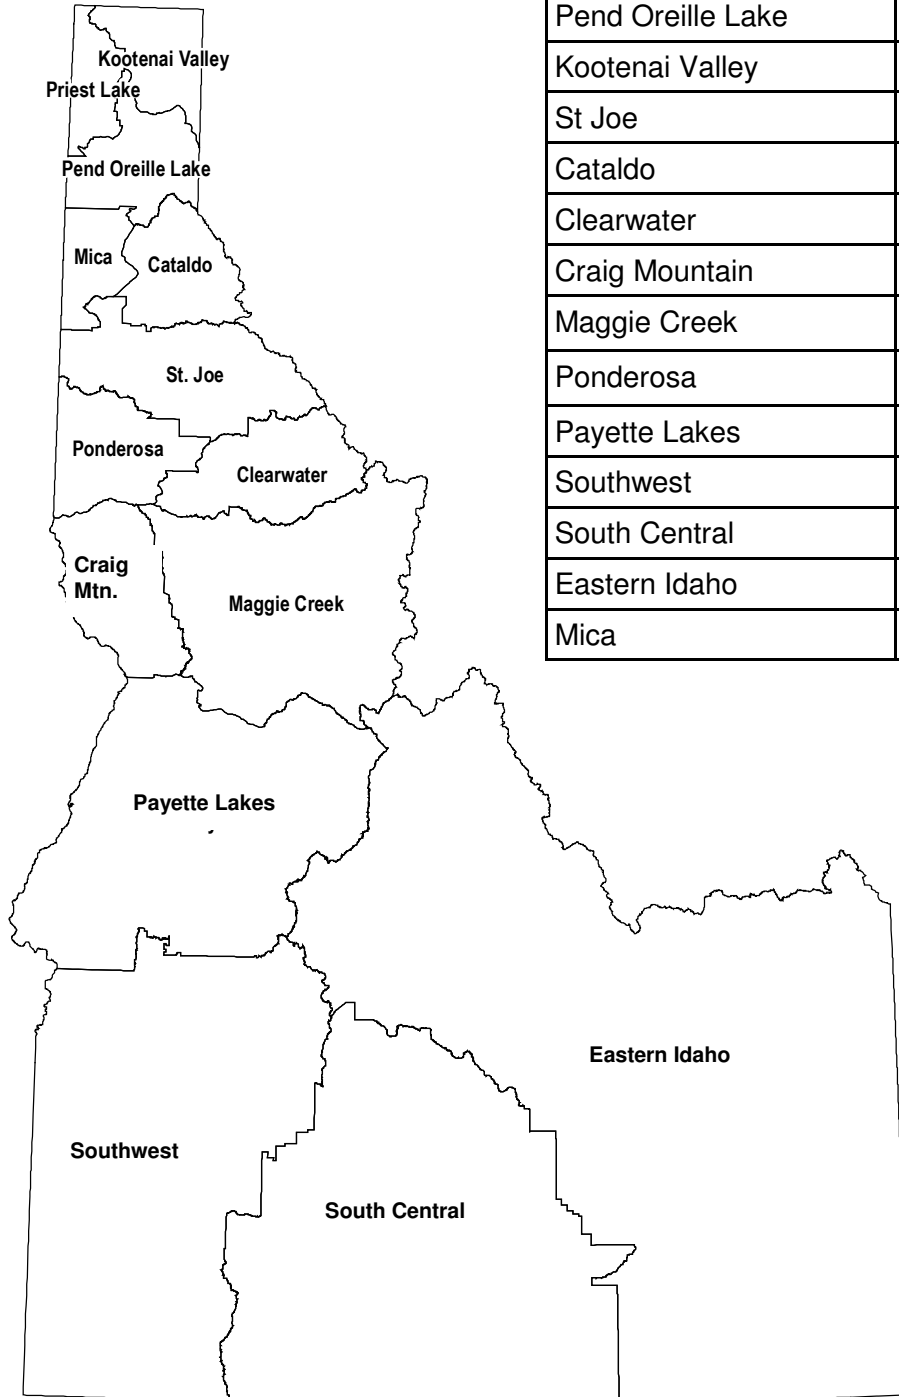 Kootenai Valley
Priest Lake
Pend Oreille Lake
Mica
Cataldo
St. Joe
Ponderosa
Clearwater
Craig
Mtn.
Maggie Creek
Payette Lakes
Eastern Idaho
Southwest
South Central
Pend Oreille Lake
Kootenai Valley
St Joe
Cataldo
Clearwater
Craig Mountain
Maggie Creek
Ponderosa
Payette Lakes
Southwest
South Central
Eastern Idaho
Mica